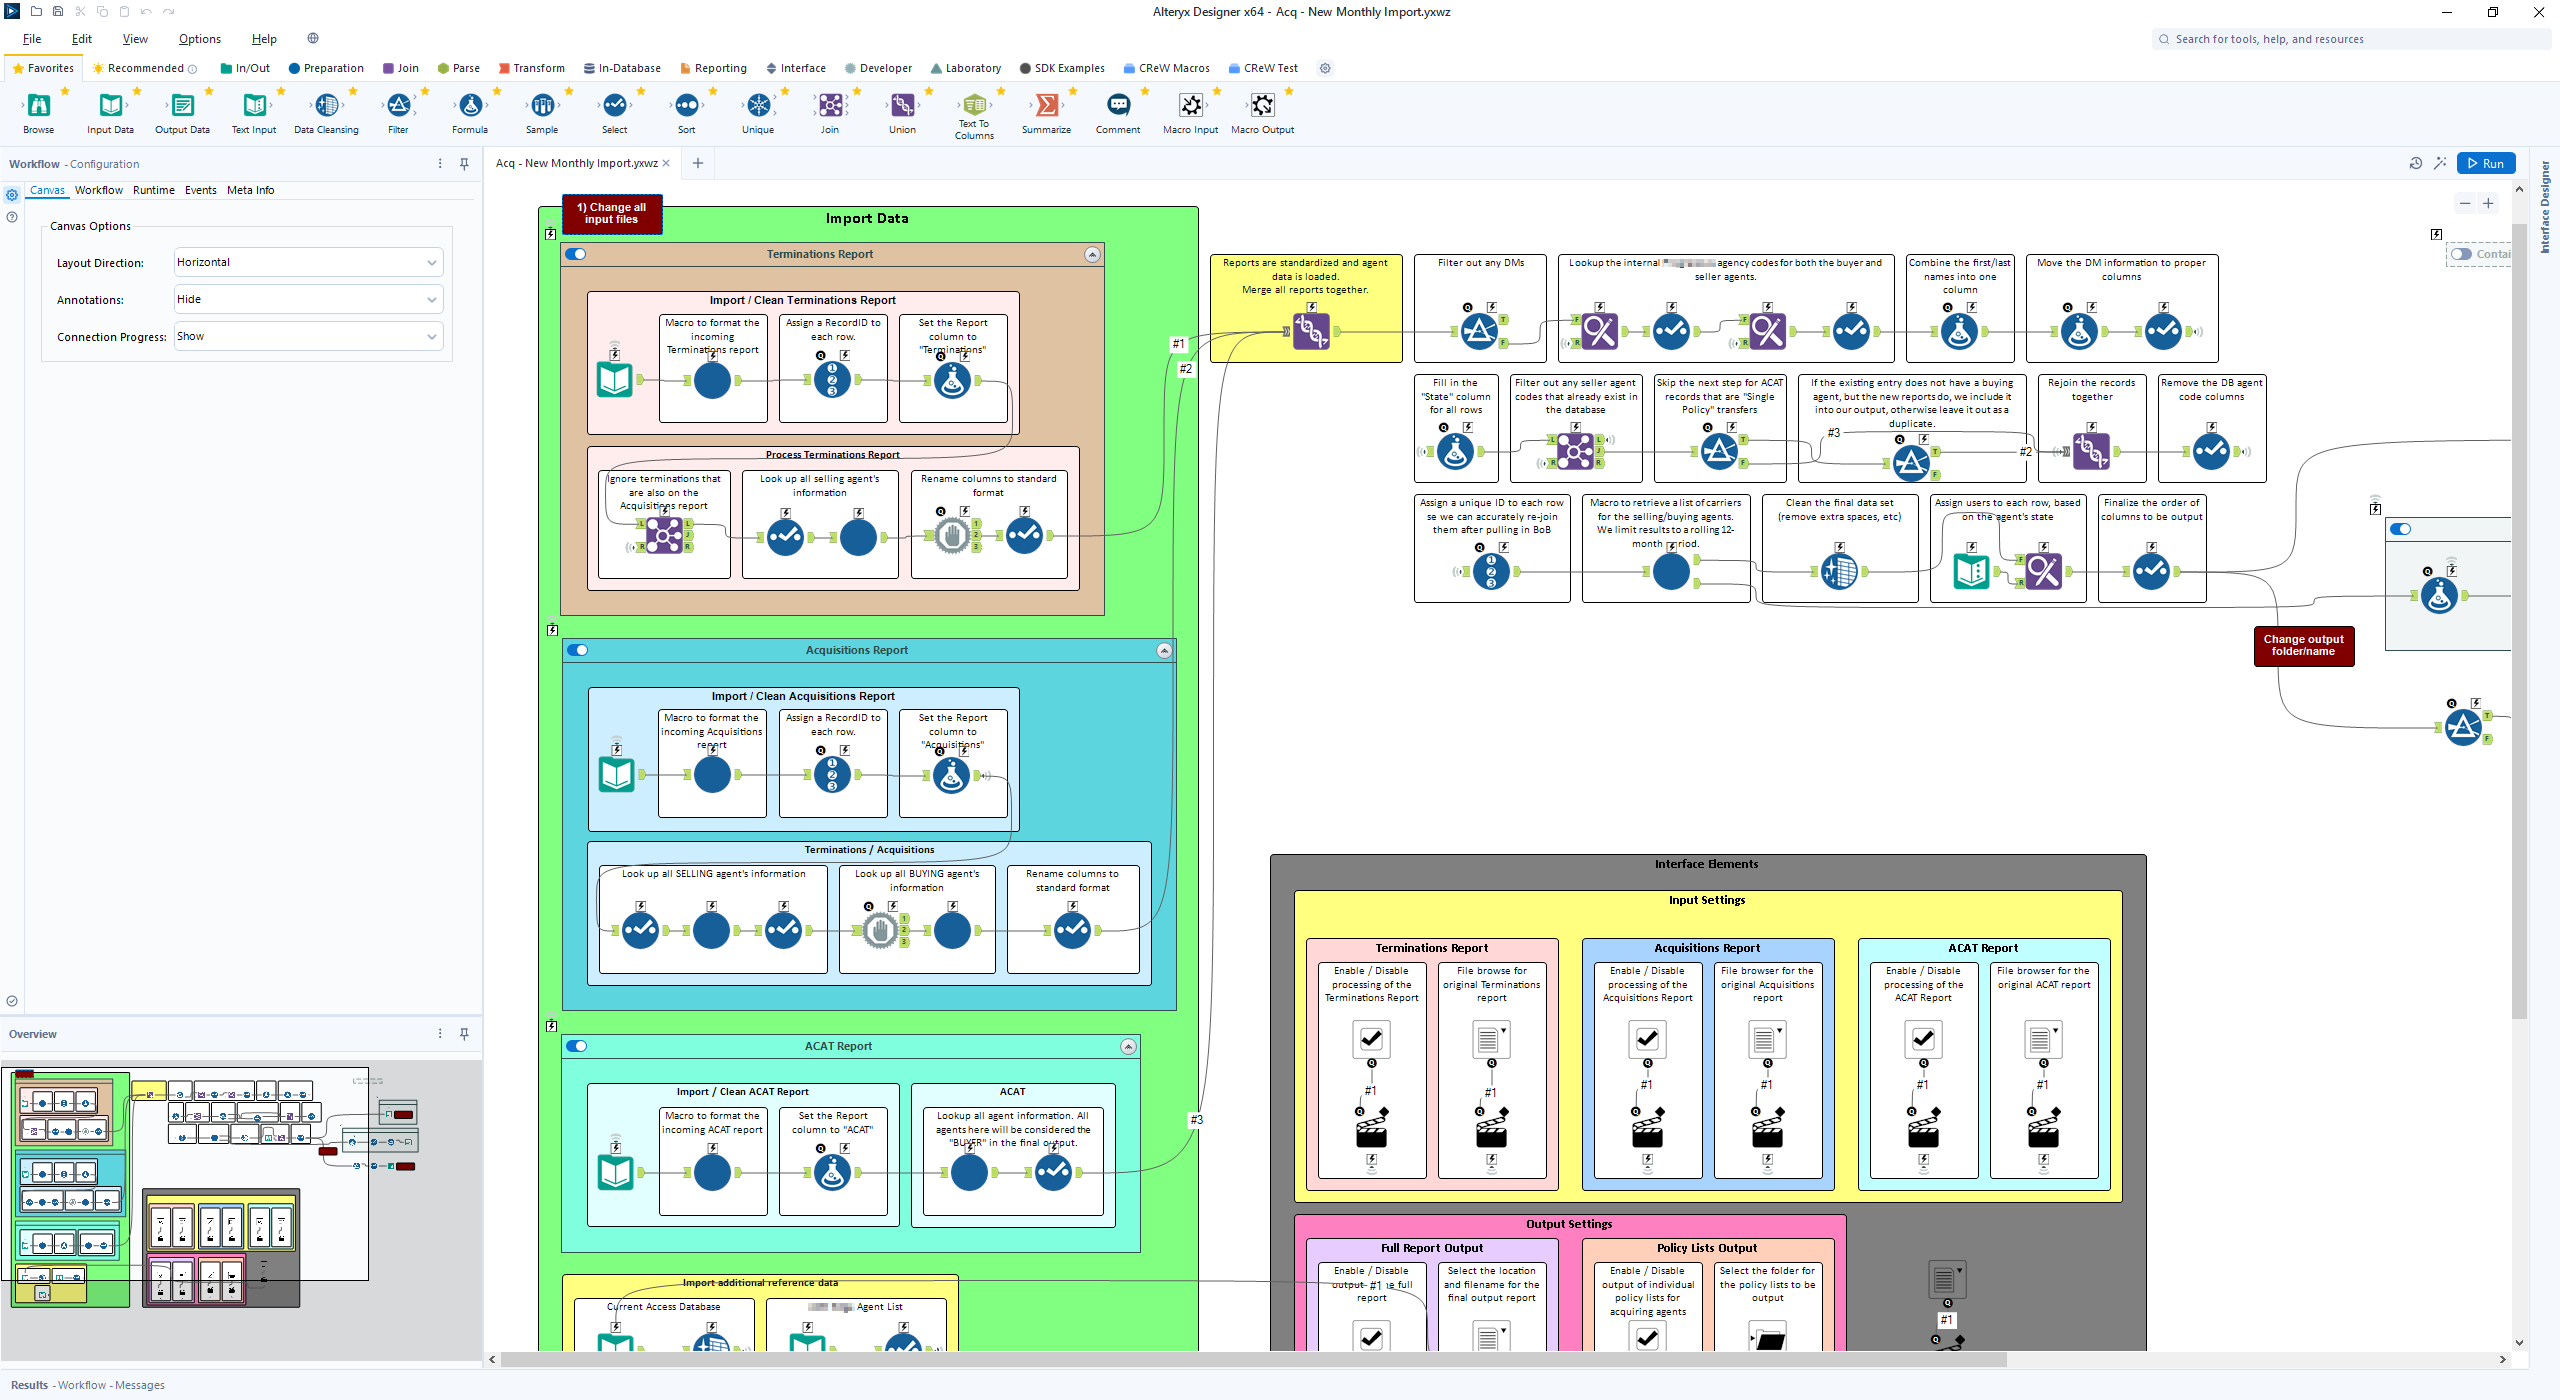 Alteryx Designer x64 - Acq - New Monthly Import.yxwz
File Edit View Options Help
Search for tools, help, and resources
Favorites Recommended In/Out Preparation Join Parse Transform In-Database Reporting Interface Developer Laboratory SDK Examples CReW Macros CReW Test
Browse Input Data Output Data Text Input Data Cleansing Filter Formula Sample Select Sort Unique Join Union Text To Columns Summarize Comment Macro Input Macro Output
Workflow - Configuration
Canvas Workflow Runtime Events Meta Info
Canvas Options
Layout Direction: Horizontal
Annotations: Hide
Connection Progress: Show
Overview
Results - Workflow - Messages
Acq - New Monthly Import.yxwz
Run
Interface Designer
1) Change all
input files
Import Data
Terminations Report
Import / Clean Terminations Report
Macro to format the
incoming
Terminations report
Assign a RecordID to
each row.
Set the Report
column to
"Terminations"
Process Terminations Report
Ignore terminations that
are also on the
Acquisitions report
Look up all selling agent's
information
Rename columns to standard
format
Acquisitions Report
Import / Clean Acquisitions Report
Macro to format the
incoming Acquisitions
report
Assign a RecordID to
each row.
Set the Report
column to
"Acquisitions"
Terminations / Acquisitions
Look up all SELLING agent's information
Look up all BUYING agent's
information
Rename columns to
standard format
ACAT Report
Import / Clean ACAT Report
Macro to format the
incoming ACAT report
Set the Report
column to "ACAT"
ACAT
Lookup all agent information. All
agents here will be considered the
"BUYER" in the final output.
Import additional reference data
Current Access Database
Agent List
#1
#2
#3
Reports are standardized and agent
data is loaded.
Merge all reports together.
Filter out any DMs
Lookup the internal agency codes for both the buyer and
seller agents.
Combine the first/last
names into one
column
Move the DM information to proper
columns
Fill in the
"State" column
for all rows
Filter out any seller agent
codes that already exist in
the database
Skip the next step for ACAT
records that are "Single
Policy" transfers
If the existing entry does not have a buying
agent, but the new reports do, we include it
into our output, otherwise leave it out as a
duplicate.
#3
#2
Rejoin the records
together
Remove the DB agent
code columns
Assign a unique ID to each row
se we can accurately re-join
them after pulling in BoB
Macro to retrieve a list of carriers
for the selling/buying agents.
We limit results to a rolling 12-
month period.
Clean the final data set
(remove extra spaces, etc)
Assign users to each row, based
on the agent's state
Finalize the order of
columns to be output
Contai
Change output
folder/name
Interface Elements
Input Settings
Terminations Report
Enable / Disable
processing of the
Terminations Report
#1
File browse for
original Terminations
report
#1
Acquisitions Report
Enable / Disable
processing of the
Acquisitions Report
#1
File browser for the
original Acquisitions
report
#1
ACAT Report
Enable / Disable
processing of the
ACAT Report
#1
File browser for the
original ACAT report
#1
Output Settings
Full Report Output
Enable / Disable
output full
report
#1
Select the location
and filename for the
final output report
Policy Lists Output
Enable / Disable
output of individual
policy lists for
acquiring agents
Select the folder for
the policy lists to be
output
#1